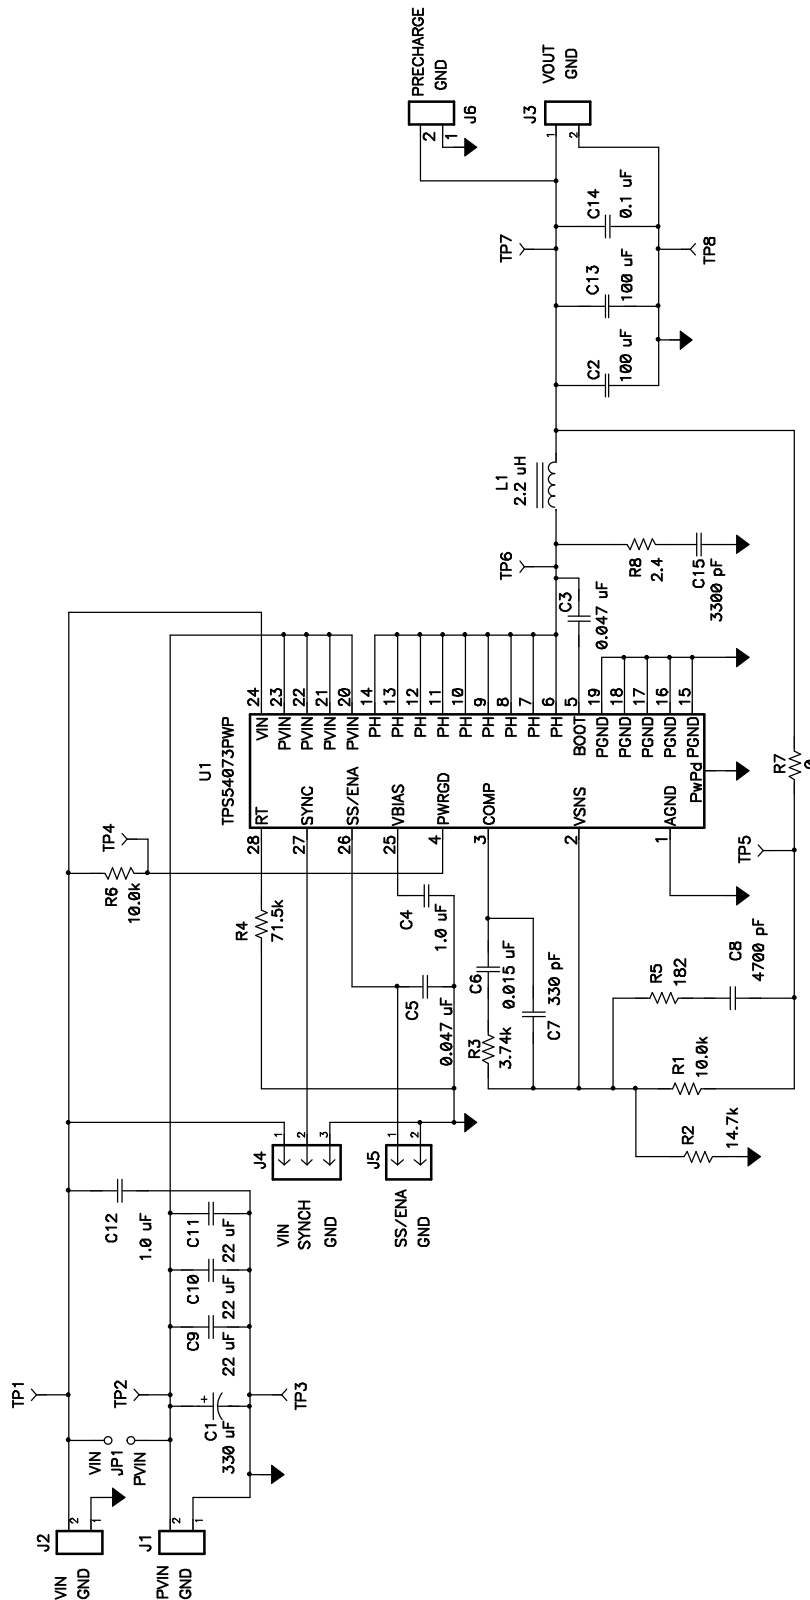 VIN
GND
J2
2
1
PVIN
GND
J1
2
1
VIN
JP1
PVIN
TP1
TP2
TP3
C1
330 uF
+
C9
22 uF
C10
22 uF
C11
22 uF
C12
1.0 uF
VIN
SYNCH
GND
J4
1
2
3
SS/ENA
GND
J5
1
2
R6
10.0k
TP4
R4
71.5k
C5
0.047 uF
C4
1.0 uF
R3
3.74k
C6
0.015 uF
C7
330 pF
R2
14.7k
R1
10.0k
R5
182
C8
4700 pF
TP5
R7
U1
TPS54073PWP
28
RT
27
SYNC
26
SS/ENA
25
VBIAS
4
PWRGD
3
COMP
2
VSNS
1
AGND
VIN
24
PVIN
23
PVIN
22
PVIN
21
PVIN
20
PH
14
PH
13
PH
12
PH
11
PH
10
PH
9
PH
8
PH
7
PH
6
BOOT
5
PGND
19
PGND
18
PGND
17
PGND
16
PGND
15
PwPd
C3
0.047 uF
TP6
R8
2.4
C15
3300 pF
L1
2.2 uH
C2
100 uF
C13
100 uF
C14
0.1 uF
TP7
TP8
PRECHARGE
GND
J6
2
1
VOUT
GND
J3
1
2